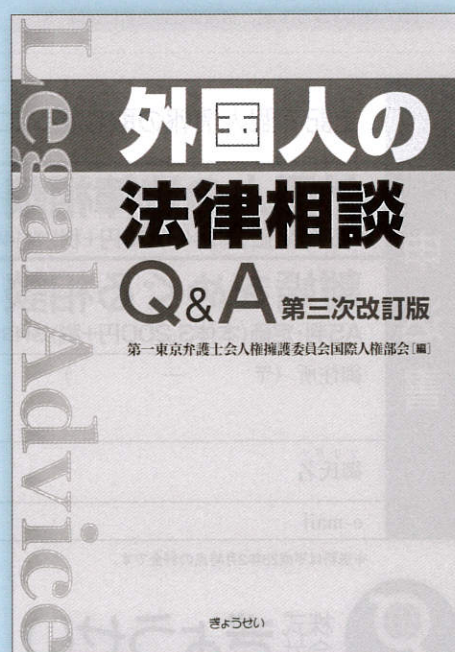 Legal Advice
外国人の
法律相談
Q&A 第三次改訂版
第一東京弁護士会人権擁護委員会国際人権部会[編]
ぎょうせい